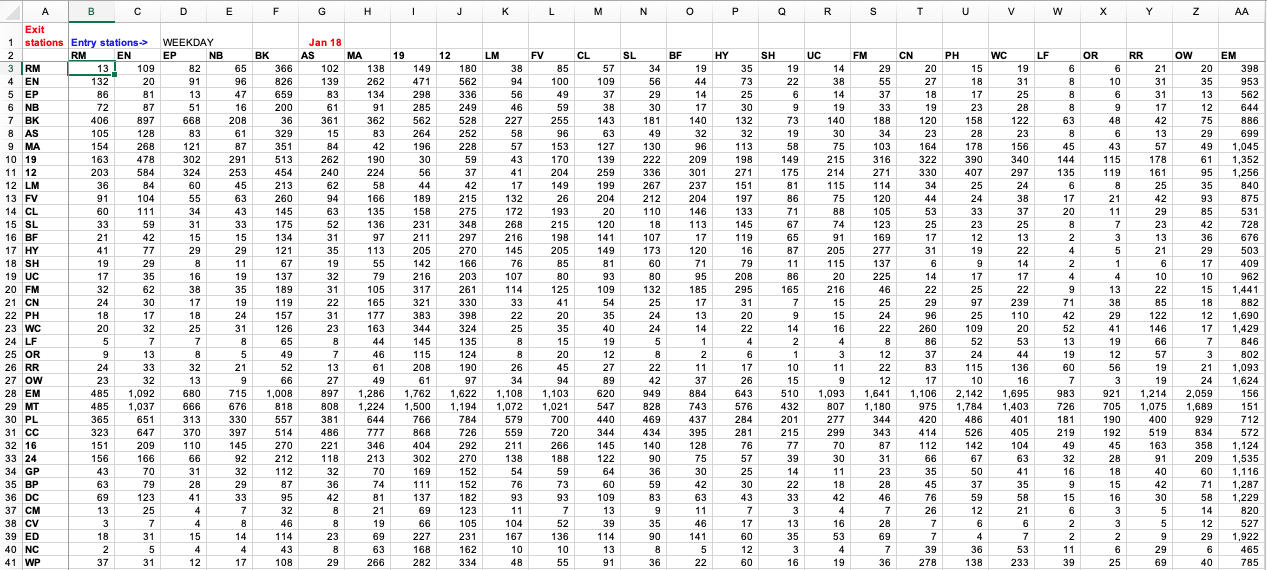 A B C D E F G H I J K L M N O P Q R S T U V W X Y Z AA
Exit
1 stations Entry stations-> WEEKDAY Jan 18
2 RM EN EP NB BK AS MA 19 12 LM FV CL SL BF HY SH UC FM CN PH WC LF OR RR OW EM
3 RM 13 109 82 65 366 102 138 149 180 38 85 57 34 19 35 19 14 29 20 15 19 6 6 21 20 398
4 EN 132 20 91 96 826 139 262 471 562 94 100 109 56 44 73 22 38 55 27 18 31 8 10 31 35 953
5 EP 86 81 13 47 659 83 134 298 336 56 49 37 29 14 25 6 14 37 18 17 25 8 6 31 13 562
6 NB 72 87 51 16 200 61 91 285 249 46 59 38 30 17 30 9 19 33 19 23 28 8 9 17 12 644
7 BK 406 897 668 208 36 361 362 562 528 227 255 143 181 140 132 73 140 188 120 158 122 63 48 42 75 886
8 AS 105 128 83 61 329 15 83 264 252 58 96 63 49 32 32 19 30 34 23 28 23 8 6 13 29 699
9 MA 154 268 121 87 351 84 42 196 228 57 153 127 130 96 113 58 75 103 164 178 156 45 43 57 49 1,045
10 19 163 478 302 291 513 262 190 30 59 43 170 139 222 209 198 149 215 316 322 390 340 144 115 178 61 1,352
11 12 203 584 324 253 454 240 224 56 37 41 204 259 336 301 271 175 214 271 330 407 297 135 119 161 95 1,256
12 LM 36 84 60 45 213 62 58 44 42 17 149 199 267 237 151 81 115 114 34 25 24 6 8 25 35 840
13 FV 91 104 55 63 260 94 166 189 215 132 26 204 212 204 197 86 75 120 44 24 38 17 21 42 93 875
14 CL 60 111 34 43 145 63 135 158 275 172 193 20 110 146 133 71 88 105 53 33 37 20 11 29 85 531
15 SL 33 59 31 33 175 52 136 231 348 268 215 120 18 113 145 67 74 123 25 23 25 8 7 23 42 728
16 BF 21 42 15 15 134 31 97 211 297 216 198 141 107 17 119 65 91 169 17 12 13 2 3 13 36 676
17 HY 41 77 29 29 121 35 113 205 270 145 205 149 173 120 16 87 205 277 31 19 22 4 5 21 29 503
18 SH 19 29 8 11 67 19 55 142 166 76 85 81 60 71 79 11 115 137 6 9 14 2 1 6 17 409
19 UC 17 35 16 19 137 32 79 216 203 107 80 93 80 95 208 86 20 225 14 17 17 4 4 10 10 962
20 FM 32 62 38 35 189 31 105 317 261 114 125 109 132 185 295 165 216 46 22 25 22 9 13 22 15 1,441
21 CN 24 30 17 19 119 22 165 321 330 33 41 54 25 17 31 7 15 25 29 97 239 71 38 85 18 882
22 PH 18 17 18 24 157 31 177 383 398 22 20 35 24 13 20 9 15 24 96 25 110 42 29 122 12 1,690
23 WC 20 32 25 31 126 23 163 344 324 25 35 40 24 14 22 14 16 22 260 109 20 52 41 146 17 1,429
24 LF 5 7 7 8 65 8 44 145 135 8 15 19 5 1 4 2 4 8 86 52 53 13 19 66 7 846
25 OR 9 13 8 5 49 7 46 115 124 8 20 12 8 2 6 1 3 12 37 24 44 19 12 57 3 802
26 RR 24 33 32 21 52 13 61 208 190 26 45 27 22 11 17 10 11 22 83 115 136 60 56 19 21 1,093
27 OW 23 32 13 9 66 27 49 61 97 34 94 89 42 37 26 15 9 12 17 10 16 7 3 19 24 1,624
28 EM 485 1,092 680 715 1,008 897 1,286 1,762 1,622 1,108 1,103 620 949 884 643 510 1,093 1,641 1,106 2,142 1,695 983 921 1,214 2,059 156
29 MT 485 1,037 666 676 818 808 1,224 1,500 1,194 1,072 1,021 547 828 743 576 432 807 1,180 975 1,784 1,403 726 705 1,075 1,689 151
30 PL 365 651 313 330 557 381 644 766 784 579 700 440 469 437 284 201 277 344 420 486 401 181 190 400 929 712
31 CC 323 647 370 397 514 486 777 868 726 559 720 344 434 395 281 215 299 343 414 526 405 219 192 519 834 572
32 16 151 209 110 145 270 221 346 404 292 211 266 145 140 128 76 77 70 87 112 142 104 49 45 163 358 1,124
33 24 156 166 66 92 212 118 213 302 270 138 188 122 90 75 57 39 30 31 66 67 63 32 28 91 209 1,535
34 GP 43 70 31 32 112 32 70 169 152 54 59 64 36 30 25 14 11 23 35 50 41 16 18 40 60 1,116
35 BP 63 79 28 29 87 36 74 111 152 76 73 60 59 42 30 22 18 28 45 37 35 9 15 42 71 1,287
36 DC 69 123 41 33 95 42 81 137 182 93 93 109 83 63 43 33 42 46 76 59 58 15 16 30 58 1,229
37 CM 13 25 4 7 32 8 21 69 123 11 7 13 9 11 7 3 4 7 26 12 21 6 3 5 14 820
38 CV 3 7 4 8 46 8 19 66 105 104 52 39 35 46 17 13 16 28 7 6 6 2 3 5 12 527
39 ED 18 31 15 14 114 23 69 227 231 167 136 114 90 141 60 35 53 69 7 4 7 2 2 9 29 1,922
40 NC 2 5 4 4 43 8 63 168 162 10 10 13 8 5 12 3 4 7 39 36 53 11 6 29 6 465
41 WP 37 31 12 17 108 29 266 282 334 48 55 91 36 22 60 16 19 36 278 138 233 39 25 69 40 785